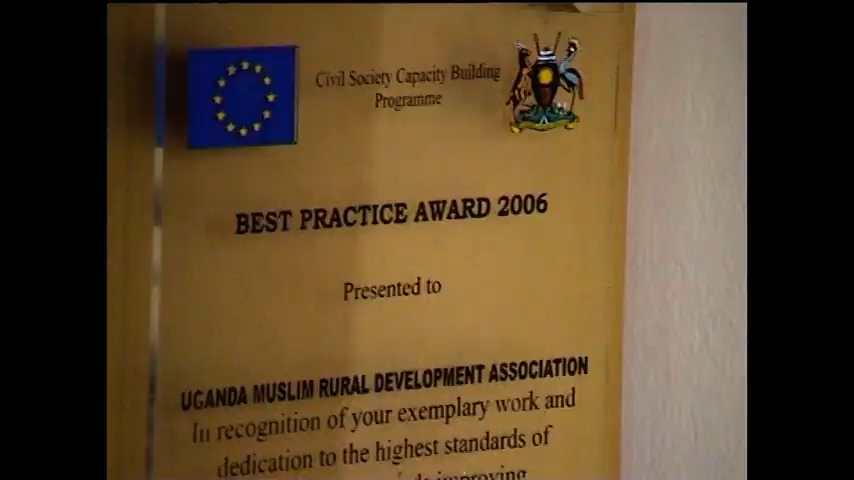 Civil Society Capacity Building
Programme
BEST PRACTICE AWARD 2006
Presented to
UGANDA MUSLIM RURAL DEVELOPMENT ASSOCIATION
In recognition of your exemplary work and
dedication to the highest standards of
improving